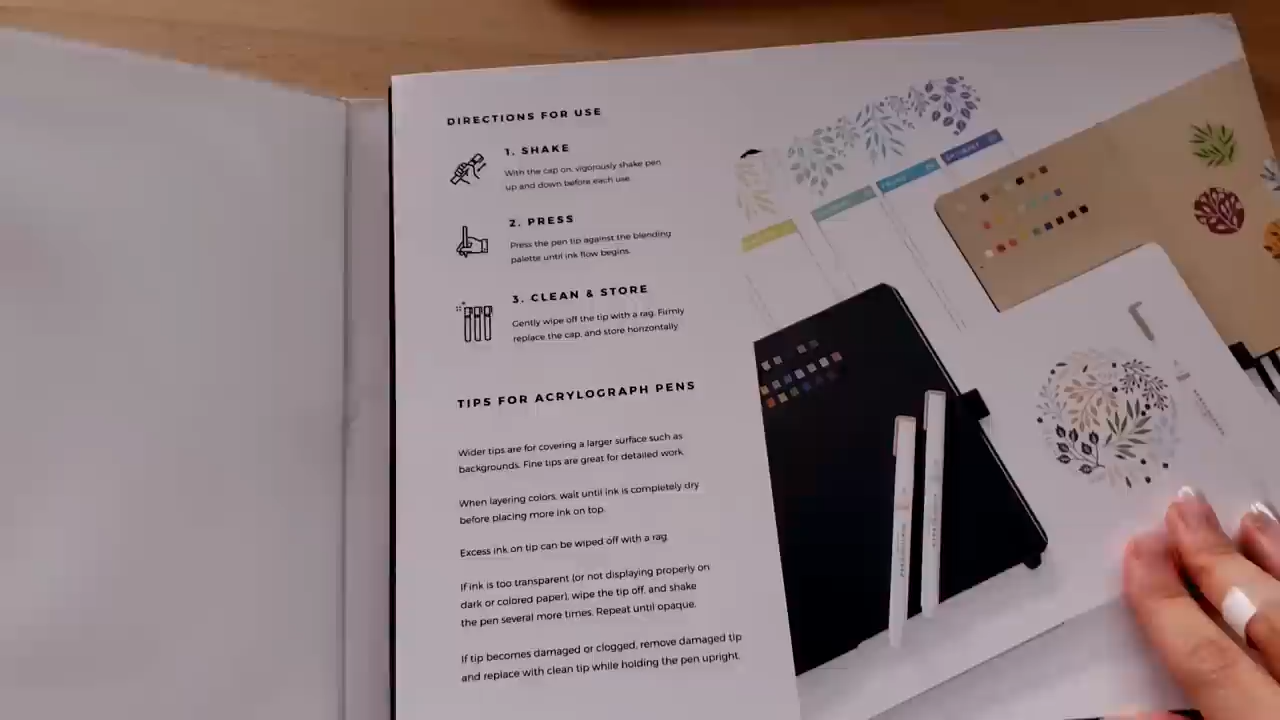 DIRECTIONS FOR USE
1. SHAKE
With the cap on, vigorously shake pen
up and down before each use.
2. PRESS
Press the pen tip against the blending
palette until ink flow begins.
3. CLEAN & STORE
Gently wipe off the tip with a rag. Firmly
replace the cap, and store horizontally
TIPS FOR ACRYLOGRAPH PENS
Wider tips are for covering a larger surface such as
backgrounds. Fine tips are great for detailed work.
When layering colors, wait until ink is completely dry
before placing more ink on top.
Excess ink on tip can be wiped off with a rag.
If ink is too transparent (or not displaying properly on
dark or colored paper), wipe the tip off, and shake
the pen several more times. Repeat until opaque.
If tip becomes damaged or clogged, remove damaged tip
and replace with clean tip while holding the pen upright.